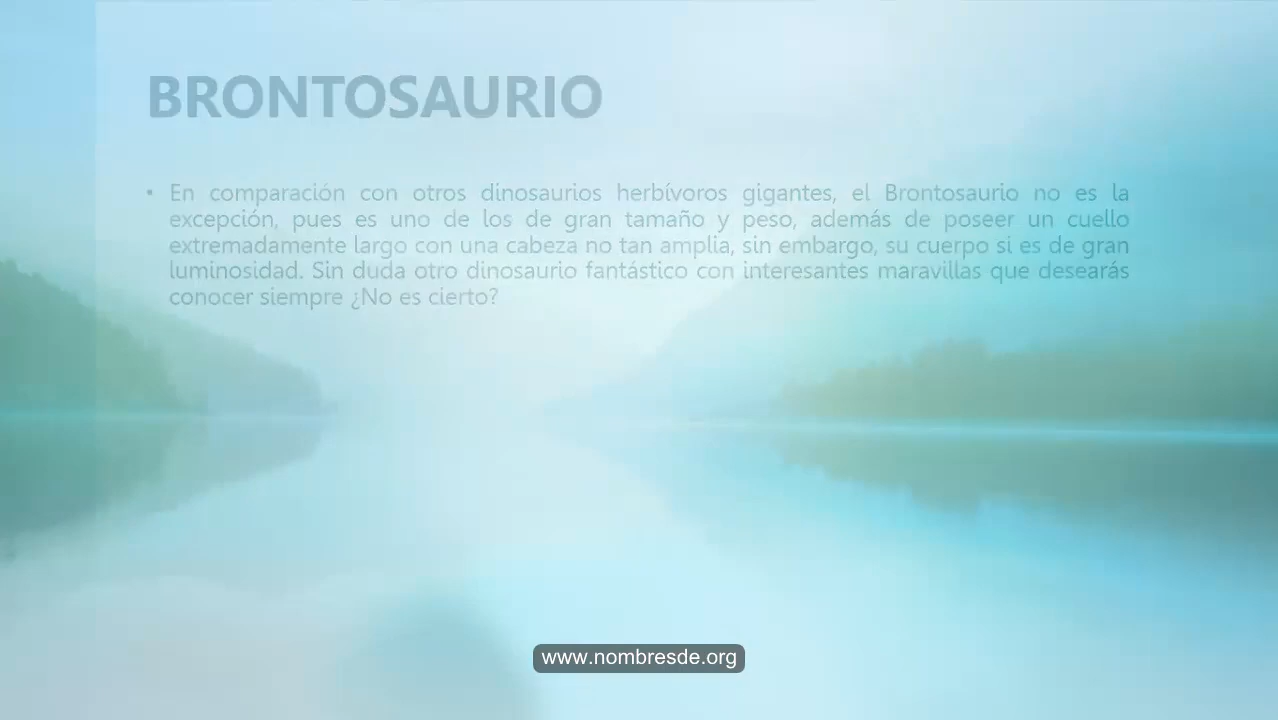 BRONTOSAURIO
• En comparación con otros dinosaurios herbívoros gigantes, el Brontosaurio no es la
excepción, pues es uno de los de gran tamaño y peso, además de poseer un cuello
extremadamente largo con una cabeza no tan amplia, sin embargo, su cuerpo si es de gran
luminosidad. Sin duda otro dinosaurio fantástico con interesantes maravillas que desearás
conocer siempre ¿No es cierto?
www.nombresde.org